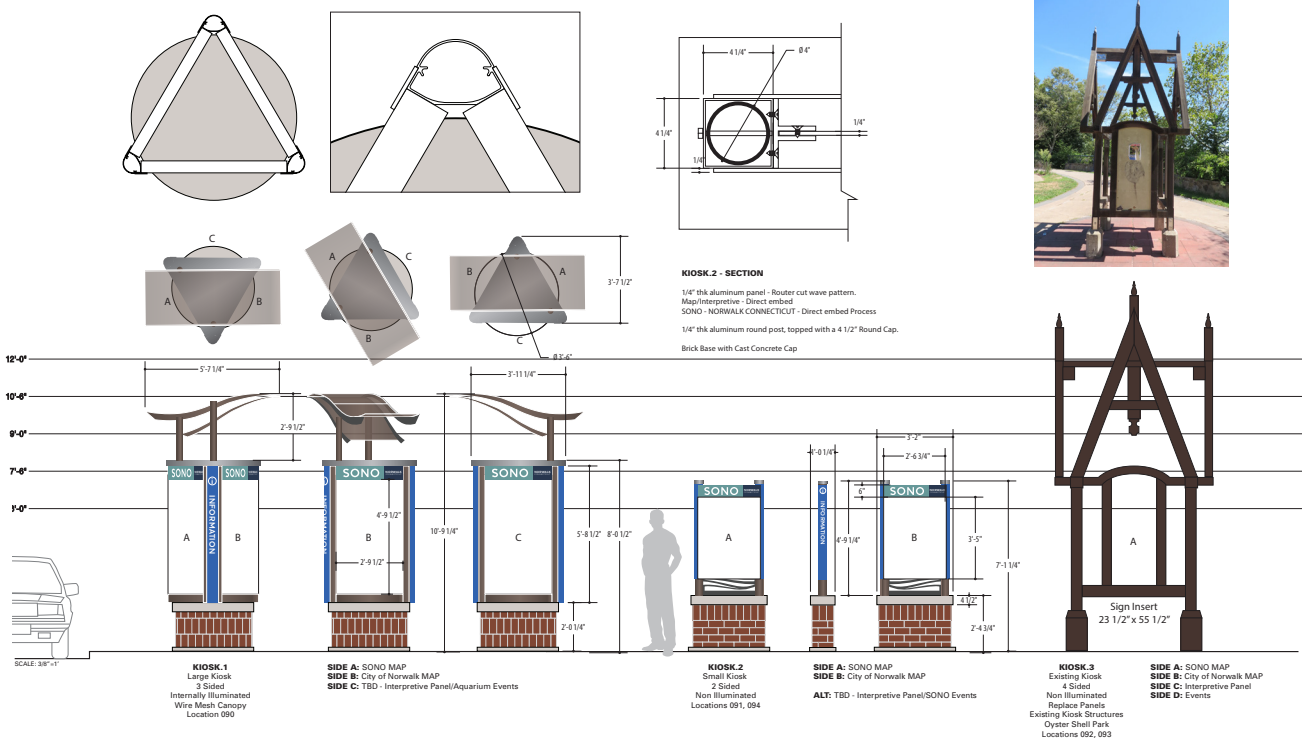 4 1/4"
Ø 4"
4 1/4"
1/4"
1/4"
KIOSK.2 - SECTION
1/4" thk aluminum panel - Router cut wave pattern.
Map/Interpretive - Direct embed
SONO - NORWALK CONNECTICUT - Direct embed Process
1/4" thk aluminum round post, topped with a 4 1/2" Round Cap.
Brick Base with Cast Concrete Cap
C
A
B
A
C
B
B
A
C
3'-7 1/2"
Ø 3'-6"
12'-0"
10'-6"
9'-0"
7'-6"
5'-7 1/4"
2'-9 1/2"
3'-11 1/4"
SONO
SONO
INFORMATION
A
B
SONO
INFORMATION
B
4'-9 1/2"
2'-9 1/2"
10'-9 1/4"
C
5'-8 1/2"
8'-0 1/2"
2'-0 1/4"
SONO
A
INFORMATION
4'-9 1/4"
3'-2"
2'-6 3/4"
6"
SONO
B
3'-5"
7'-1 1/4"
4 1/2"
2'-4 3/4"
A
Sign Insert
23 1/2" x 55 1/2"
SCALE: 3/8"=1'
KIOSK.1
Large Kiosk
3 Sided
Internally Illuminated
Wire Mesh Canopy
Location 090
SIDE A: SONO MAP
SIDE B: City of Norwalk MAP
SIDE C: TBD - Interpretive Panel/Aquarium Events
KIOSK.2
Small Kiosk
2 Sided
Non Illuminated
Locations 091, 094
SIDE A: SONO MAP
SIDE B: City of Norwalk MAP
ALT: TBD - Interpretive Panel/SONO Events
KIOSK.3
Existing Kiosk
4 Sided
Non Illuminated
Replace Panels
Existing Kiosk Structures
Oyster Shell Park
Locations 092, 093
SIDE A: SONO MAP
SIDE B: City of Norwalk MAP
SIDE C: Interpretive Panel
SIDE D: Events